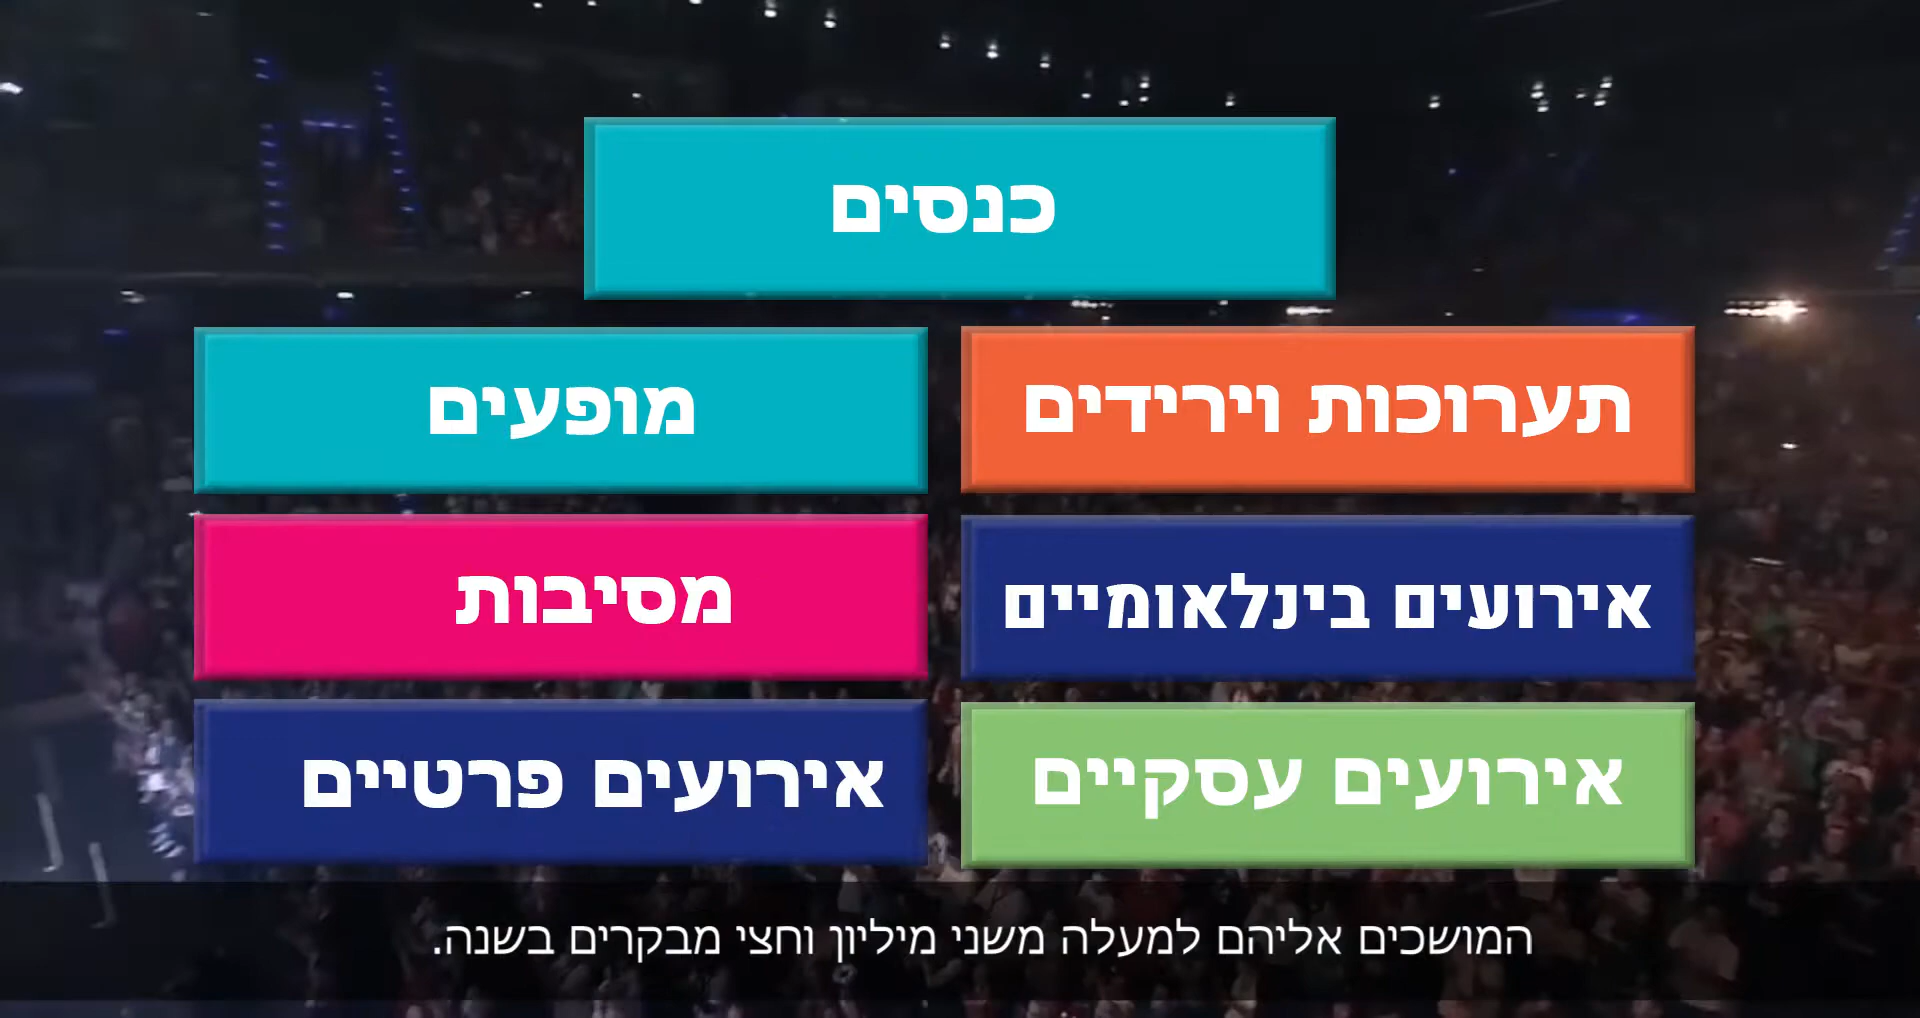 כנסים
תערוכות וירידים
מופעים
אירועים בינלאומיים
מסיבות
אירועים עסקיים
אירועים פרטיים
המושכים אליהם למעלה משני מיליון וחצי מבקרים בשנה.